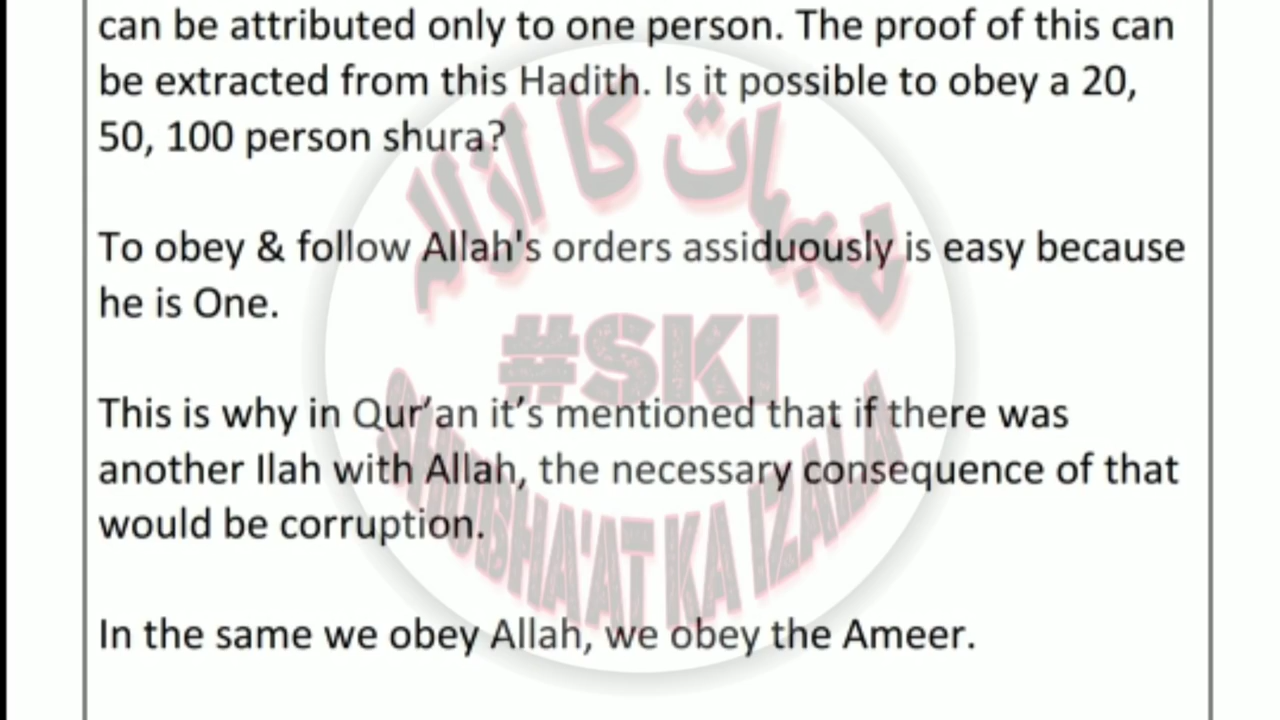 can be attributed only to one person. The proof of this can
be extracted from this Hadith. Is it possible to obey a 20,
50, 100 person shura?
To obey & follow Allah's orders assiduously is easy because
he is One.
This is why in Qur’an it’s mentioned that if there was
another Ilah with Allah, the necessary consequence of that
would be corruption.
In the same we obey Allah, we obey the Ameer.
شبہات کا ازالہ
#SKI
SHUBHA'AT KA IZALA